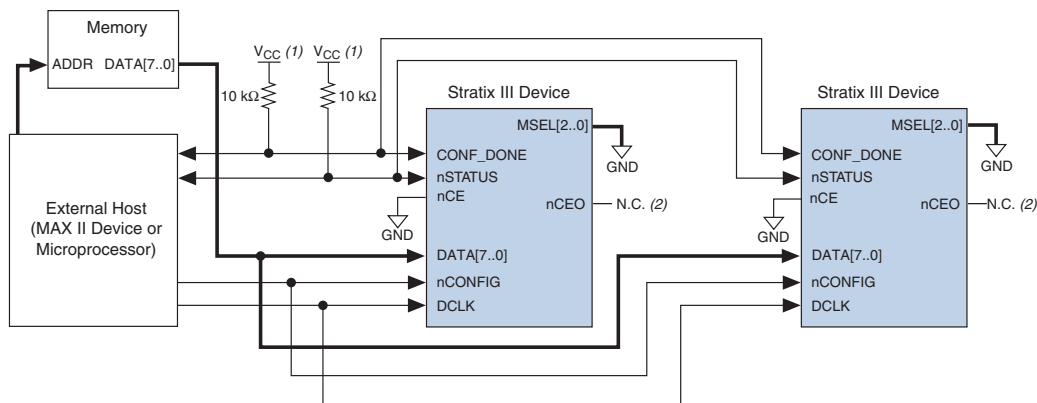 Memory
ADDR DATA[7..0]
VCC (1) VCC (1)
10 kΩ 10 kΩ
Stratix III Device
MSEL[2..0]
GND
CONF_DONE
nSTATUS
nCE
GND
nCEO N.C. (2)
DATA[7..0]
nCONFIG
DCLK
External Host
(MAX II Device or
Microprocessor)
Stratix III Device
MSEL[2..0]
GND
CONF_DONE
nSTATUS
nCE
GND
nCEO N.C. (2)
DATA[7..0]
nCONFIG
DCLK